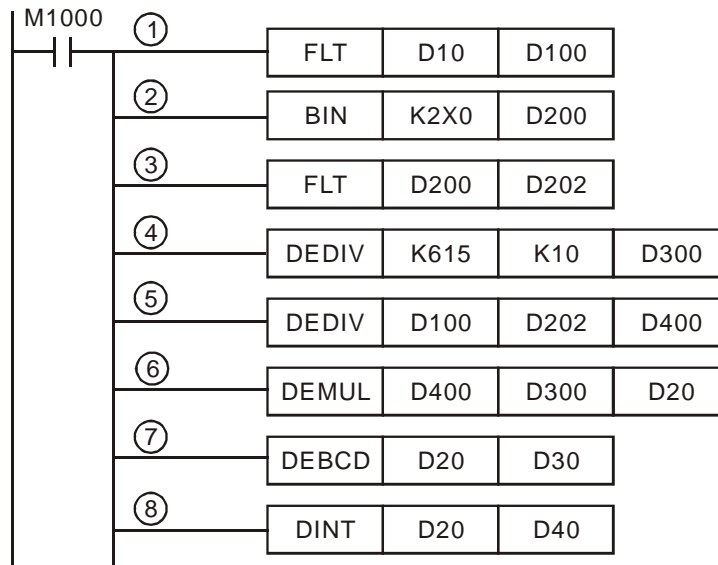 M1000
1
FLT D10 D100
2
BIN K2X0 D200
3
FLT D200 D202
4
DEDIV K615 K10 D300
5
DEDIV D100 D202 D400
6
DEMUL D400 D300 D20
7
DEBCD D20 D30
8
DINT D20 D40